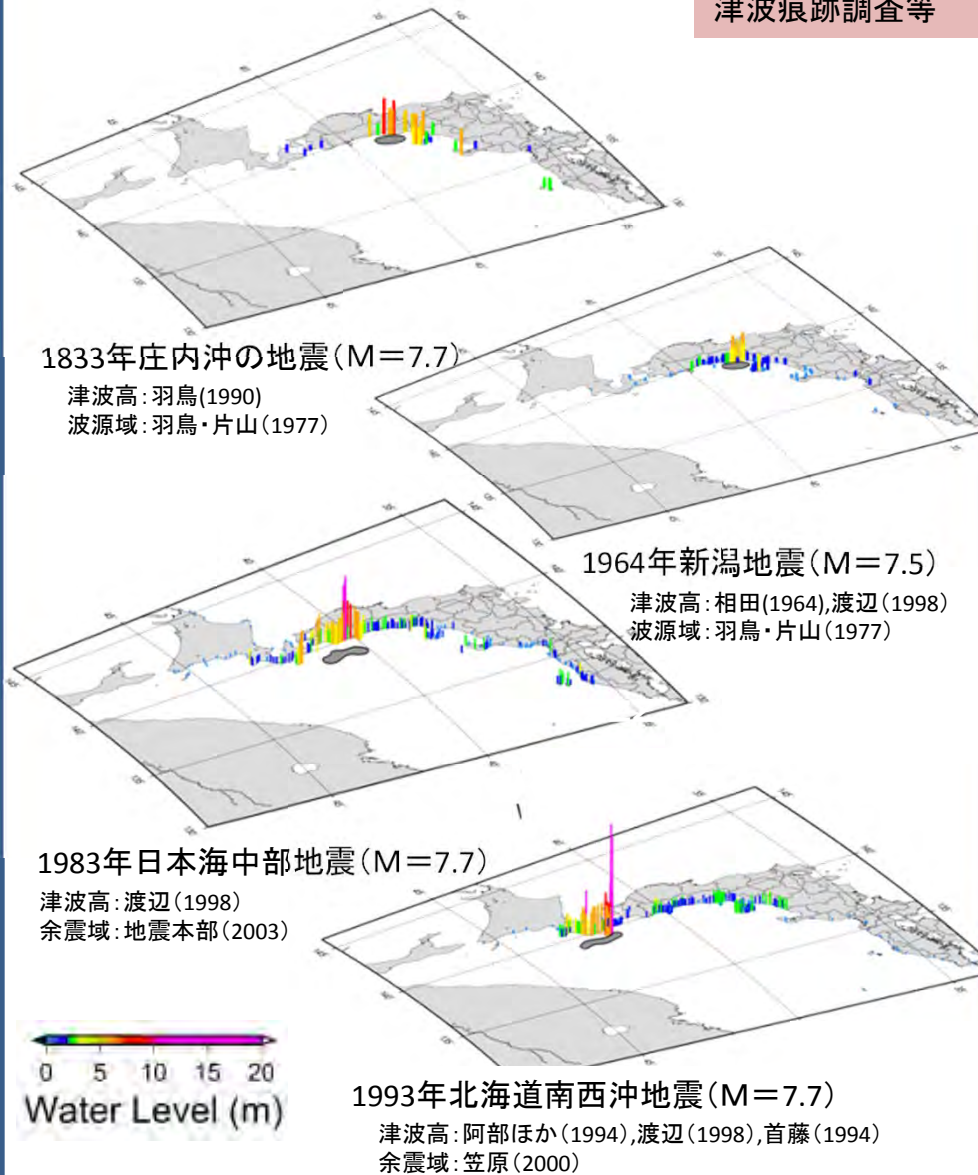 津波痕跡調査等
1833年庄内沖の地震(M=7.7)
津波高:羽鳥(1990)
波源域:羽鳥・片山(1977)
1964年新潟地震(M=7.5)
津波高:相田(1964),渡辺(1998)
波源域:羽鳥・片山(1977)
1983年日本海中部地震(M=7.7)
津波高:渡辺(1998)
余震域:地震本部(2003)
0 5 10 15 20
Water Level (m)
1993年北海道南西沖地震(M=7.7)
津波高:阿部ほか(1994),渡辺(1998),首藤(1994)
余震域:笠原(2000)